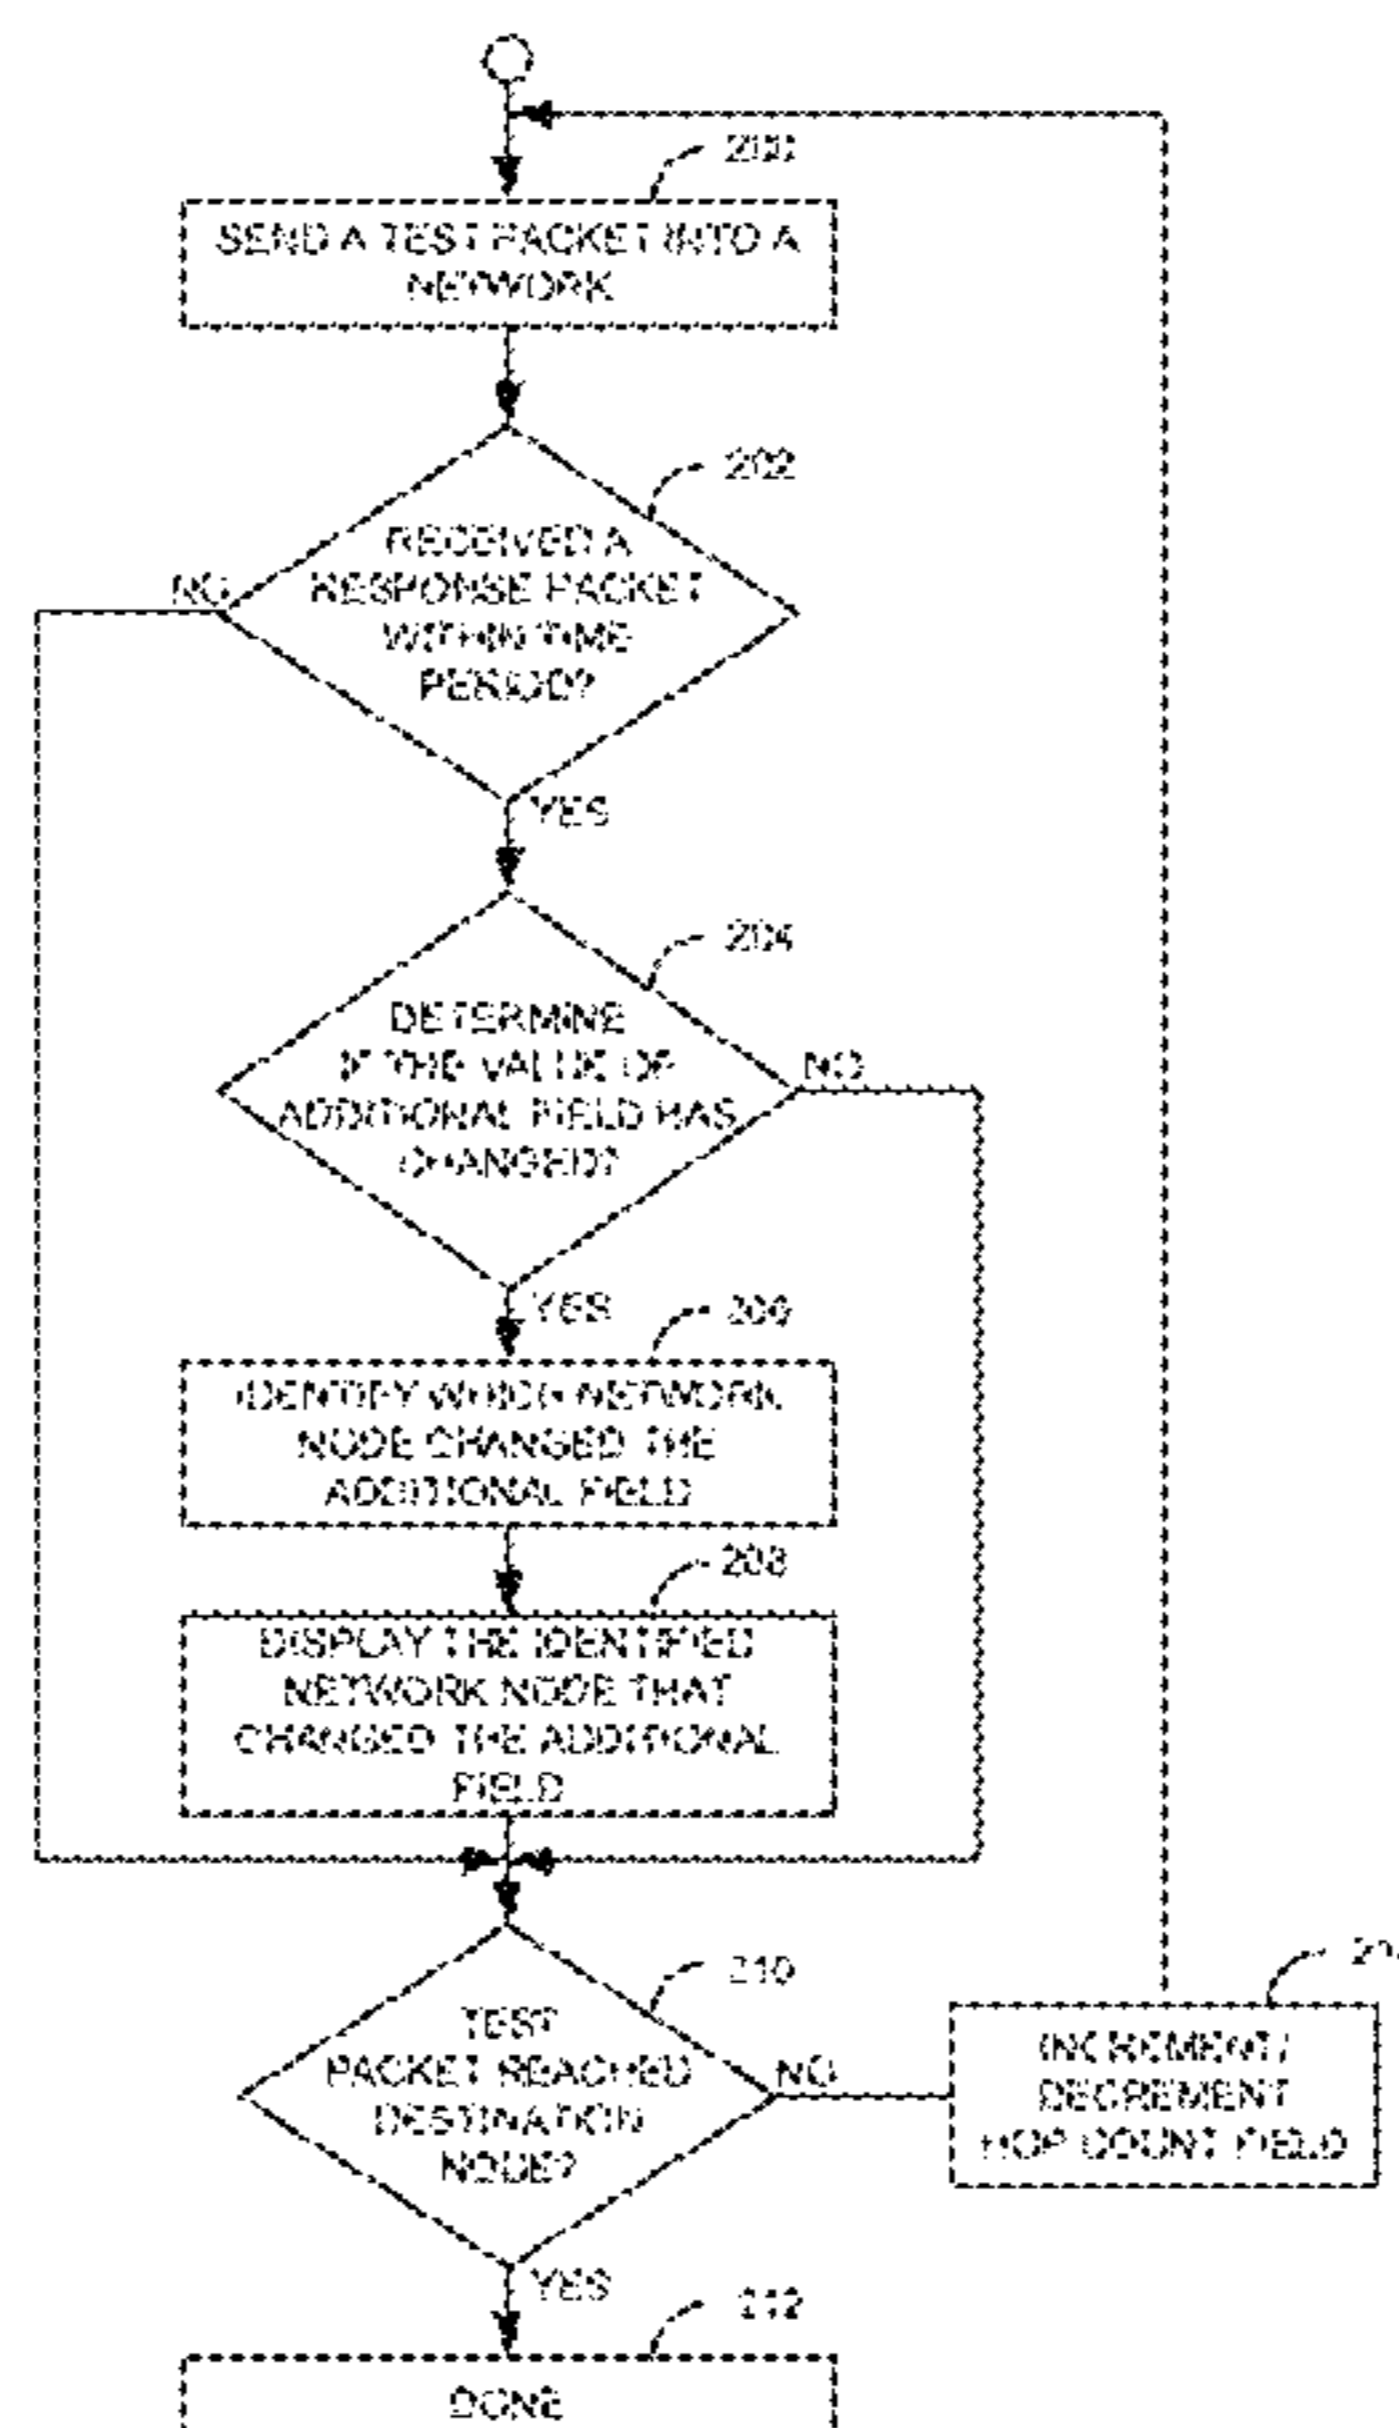 200
SEND A TEST PACKET INTO A
NETWORK
202
RECEIVED A
RESPONSE PACKET
WITHIN TIME
PERIOD?
NO
YES
204
DETERMINE
IF THE VALUE OF
ADDITIONAL FIELD HAS
CHANGED?
NO
YES
206
IDENTIFY WHICH NETWORK
NODE CHANGED THE
ADDITIONAL FIELD
208
DISPLAY THE IDENTIFIED
NETWORK NODE THAT
CHANGED THE ADDITIONAL
FIELD
210
TEST
PACKET REACHED
DESTINATION
NODE?
NO
INCREMENT/
DECREMENT
HOP COUNT FIELD
YES
212
DONE